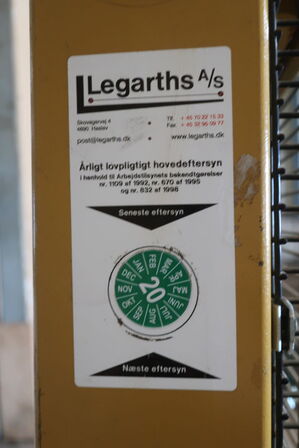 Legarths A/S
Skovagervej 4
4690 Haslev
post@legarths.dk
Tlf. + 45 70 22 15 33
Fax + 45 32 96 09 77
www.legarths.dk
Årligt lovpligtigt hovedeftersyn
i henhold til Arbejdstilsynets bekendtgørelser
nr. 1109 af 1992, nr. 670 af 1995
og nr. 832 af 1998
Seneste eftersyn
JAN FEB MAR APR MAJ JUNI JULI AUG SEP OKT NOV DEC
20
Næste eftersyn